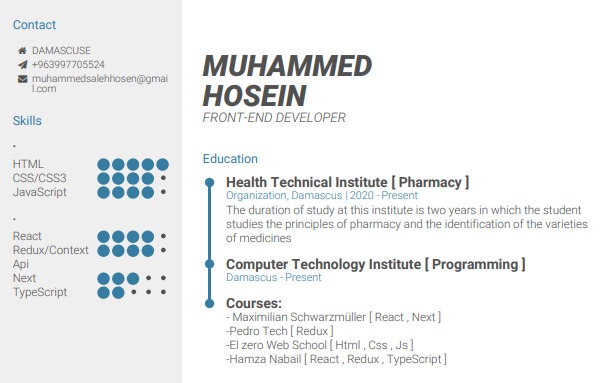 Contact
DAMASCUSE
+963997705524
muhammedsalehhosen@gmai
l.com
Skills
.
HTML
CSS/CSS3
JavaScript
.
React
Redux/Context
Api
Next
TypeScript
MUHAMMED
HOSEIN
FRONT-END DEVELOPER
Education
Health Technical Institute [ Pharmacy ]
Organization, Damascus | 2020 - Present
The duration of study at this institute is two years in which the student
studies the principles of pharmacy and the identification of the varieties
of medicines
Computer Technology Institute [ Programming ]
Damascus - Present
Courses:
- Maximilian Schwarzmüller [ React , Next ]
-Pedro Tech [ Redux ]
-El zero Web School [ Html , Css , Js ]
-Hamza Nabail [ React , Redux , TypeScript ]